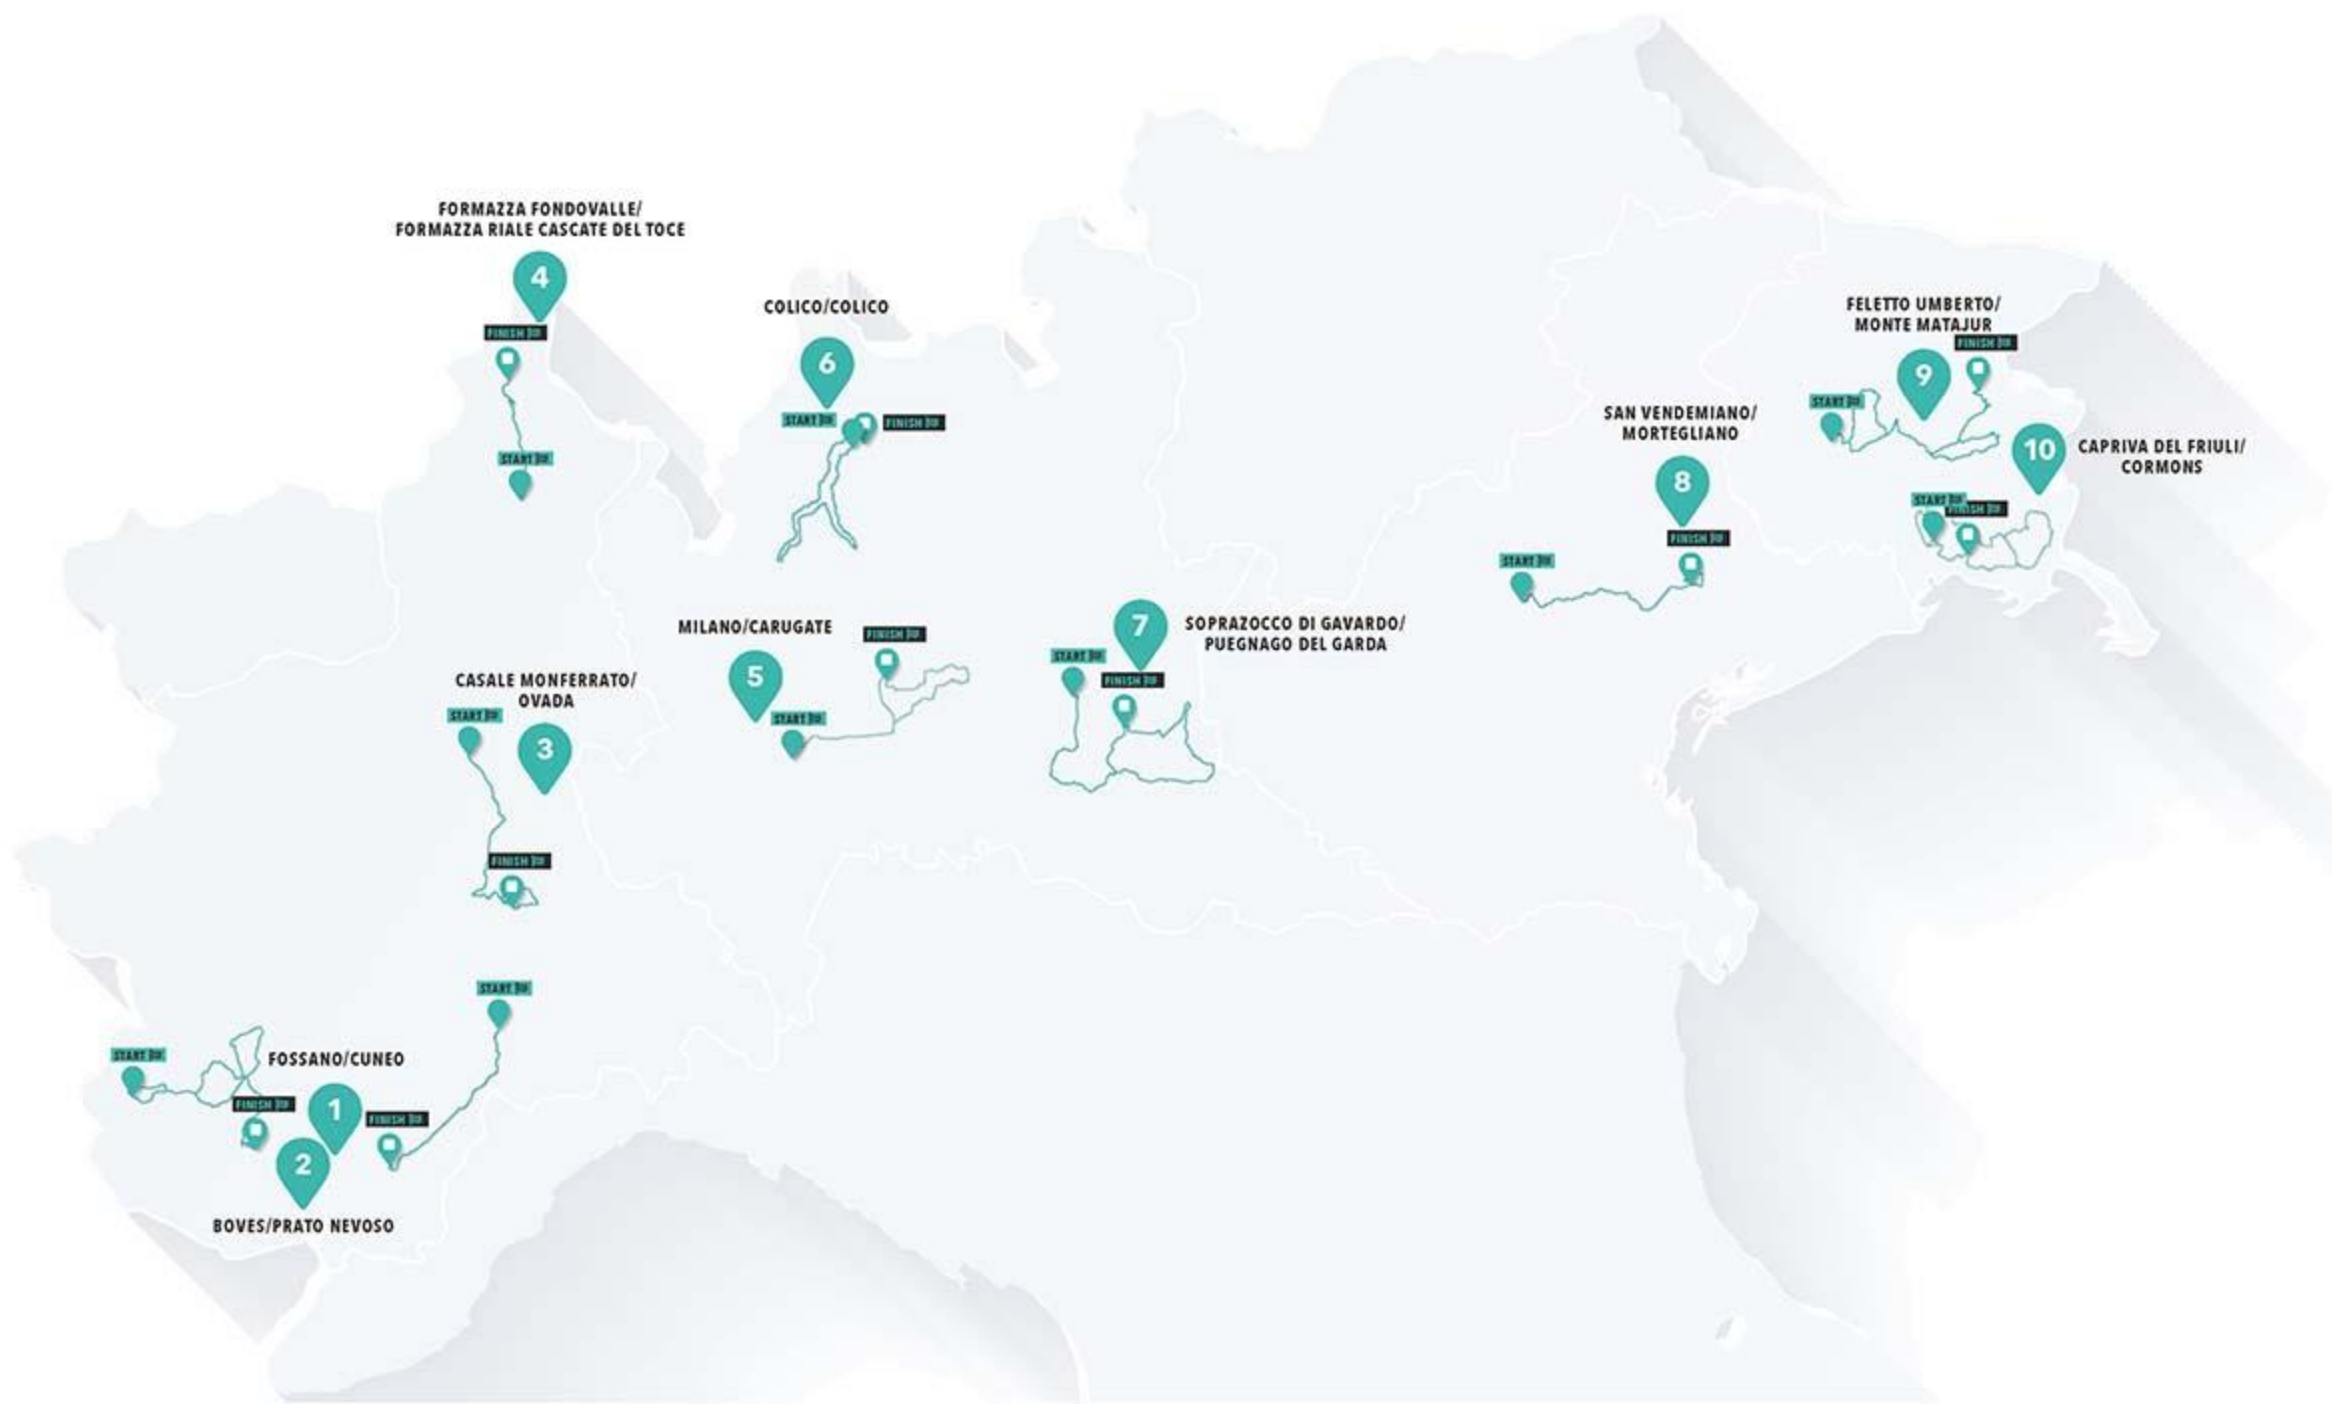 FORMAZZA FONDOVALLE/
FORMAZZA RIALE CASCATE DEL TOCE
4
FINISH
START
COLICO/COLICO
6
START
FINISH
FELETTO UMBERTO/
MONTE MATAJUR
FINISH
9
START
SAN VENDEMIANO/
MORTEGLIANO
8
FINISH
START
10
CAPRIVA DEL FRIULI/
CORMONS
START
FINISH
MILANO/CARUGATE
FINISH
5
START
7
SOPRAZOCCO DI GAVARDO/
PUEGNAGO DEL GARDA
START
FINISH
CASALE MONFERRATO/
OVADA
START
3
FINISH
START
START
FOSSANO/CUNEO
FINISH
1
FINISH
2
BOVES/PRATO NEVOSO